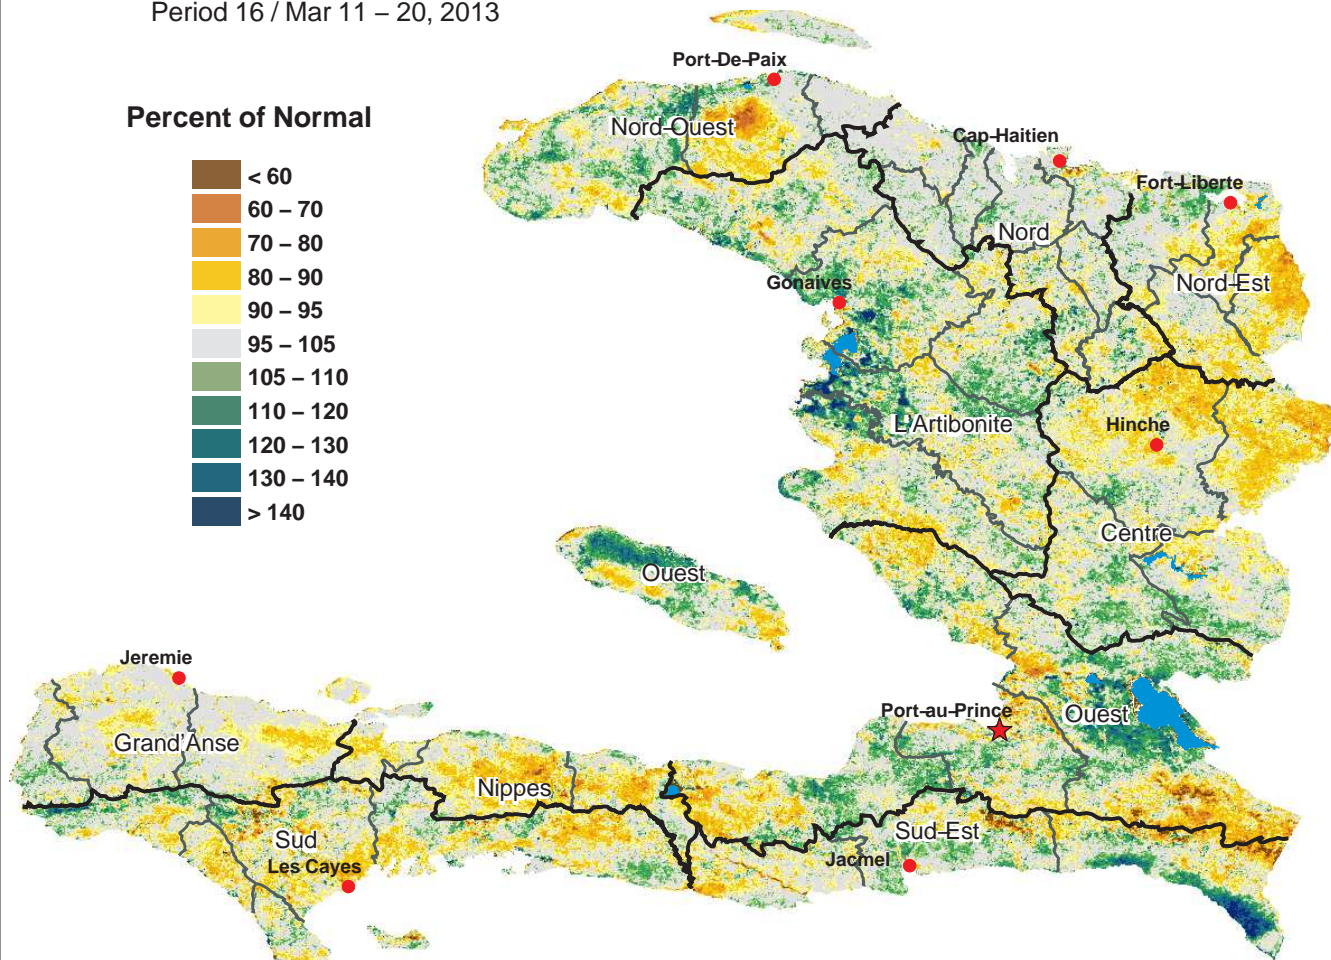 Period 16 / Mar 11 – 20, 2013
Percent of Normal
< 60
60 – 70
70 – 80
80 – 90
90 – 95
95 – 105
105 – 110
110 – 120
120 – 130
130 – 140
> 140
Port-De-Paix
Nord-Ouest
Cap-Haitien
Fort-Liberte
Nord
Nord-Est
Gonaives
L'Artibonite
Hinche
Centre
Ouest
Jeremie
Grand'Anse
Port-au-Prince
Ouest
Nippes
Sud
Les Cayes
Sud-Est
Jacmel